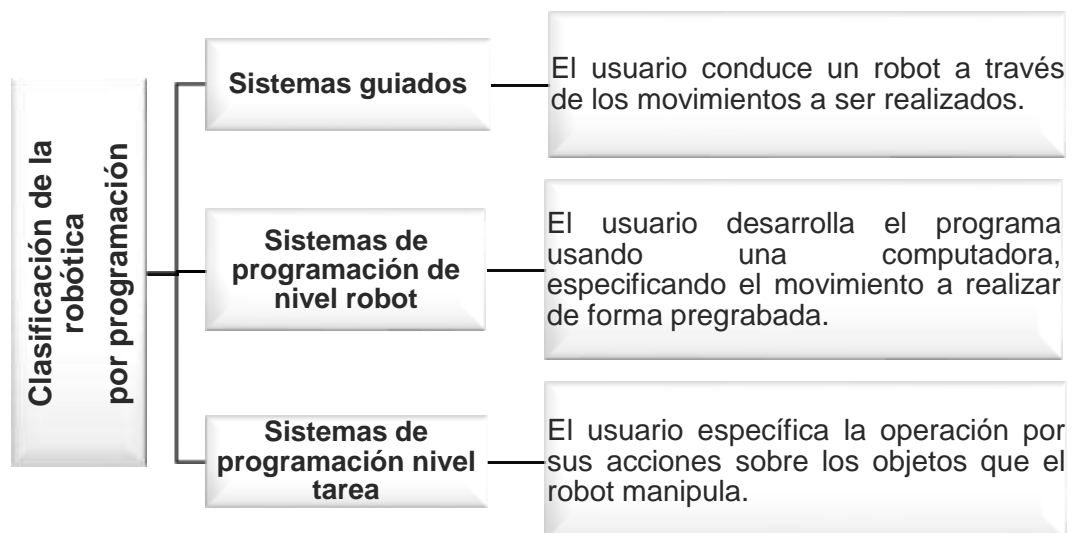 Clasificación de la
robótica
por programación
Sistemas guiados
El usuario conduce un robot a través
de los movimientos a ser realizados.
Sistemas de
programación de
nivel robot
El usuario desarrolla el programa
usando una computadora,
especificando el movimiento a realizar
de forma pregrabada.
Sistemas de
programación nivel
tarea
El usuario específica la operación por
sus acciones sobre los objetos que el
robot manipula.